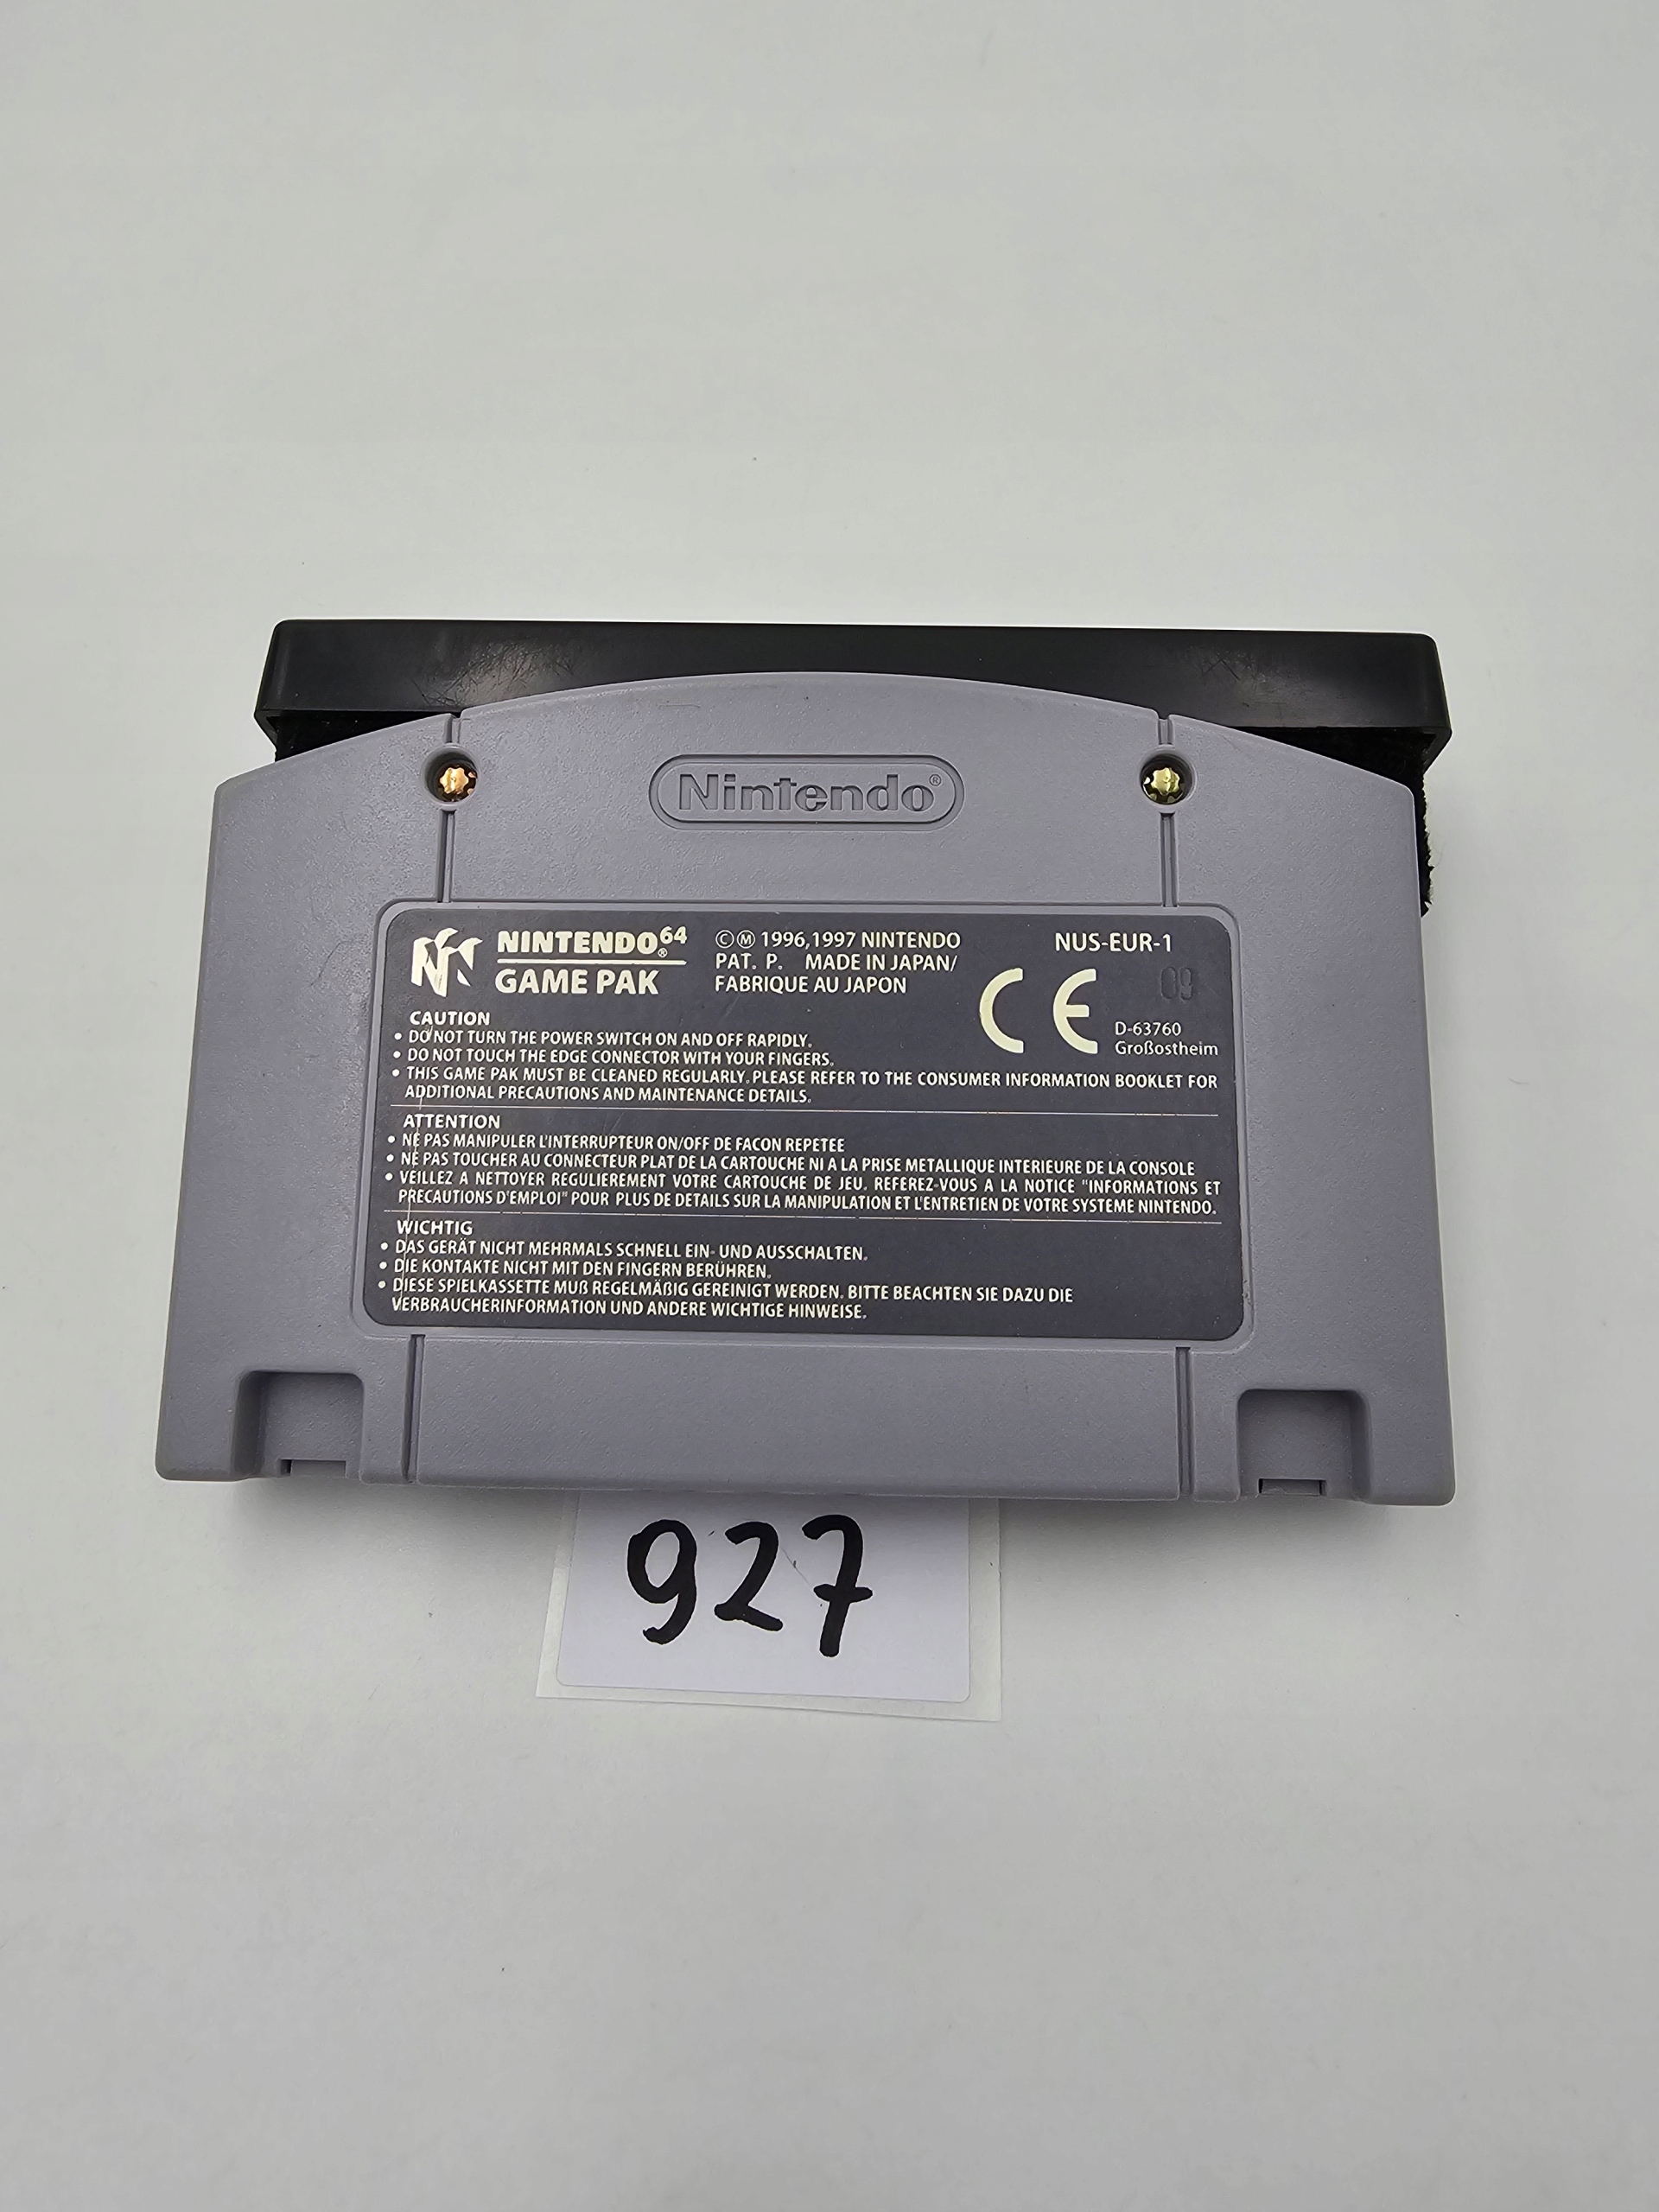 Nintendo®
NINTENDO64®
GAME PAK
ⒸⓂ 1996,1997 NINTENDO
PAT. P. MADE IN JAPAN/
FABRIQUE AU JAPON
NUS-EUR-1
09
CE
D-63760
Großostheim
CAUTION
• DO NOT TURN THE POWER SWITCH ON AND OFF RAPIDLY.
• DO NOT TOUCH THE EDGE CONNECTOR WITH YOUR FINGERS.
• THIS GAME PAK MUST BE CLEANED REGULARLY. PLEASE REFER TO THE CONSUMER INFORMATION BOOKLET FOR
ADDITIONAL PRECAUTIONS AND MAINTENANCE DETAILS.
ATTENTION
• NE PAS MANIPULER L'INTERRUPTEUR ON/OFF DE FACON REPETEE
• NE PAS TOUCHER AU CONNECTEUR PLAT DE LA CARTOUCHE NI A LA PRISE METALLIQUE INTERIEURE DE LA CONSOLE
• VEILLEZ A NETTOYER REGULIEREMENT VOTRE CARTOUCHE DE JEU. REFEREZ-VOUS A LA NOTICE "INFORMATIONS ET
PRECAUTIONS D'EMPLOI" POUR PLUS DE DETAILS SUR LA MANIPULATION ET L'ENTRETIEN DE VOTRE SYSTEME NINTENDO.
WICHTIG
• DAS GERÄT NICHT MEHRMALS SCHNELL EIN- UND AUSSCHALTEN.
• DIE KONTAKTE NICHT MIT DEN FINGERN BERÜHREN.
• DIESE SPIELKASSETTE MUß REGELMÄßIG GEREINIGT WERDEN. BITTE BEACHTEN SIE DAZU DIE
VERBRAUCHERINFORMATION UND ANDERE WICHTIGE HINWEISE.
927